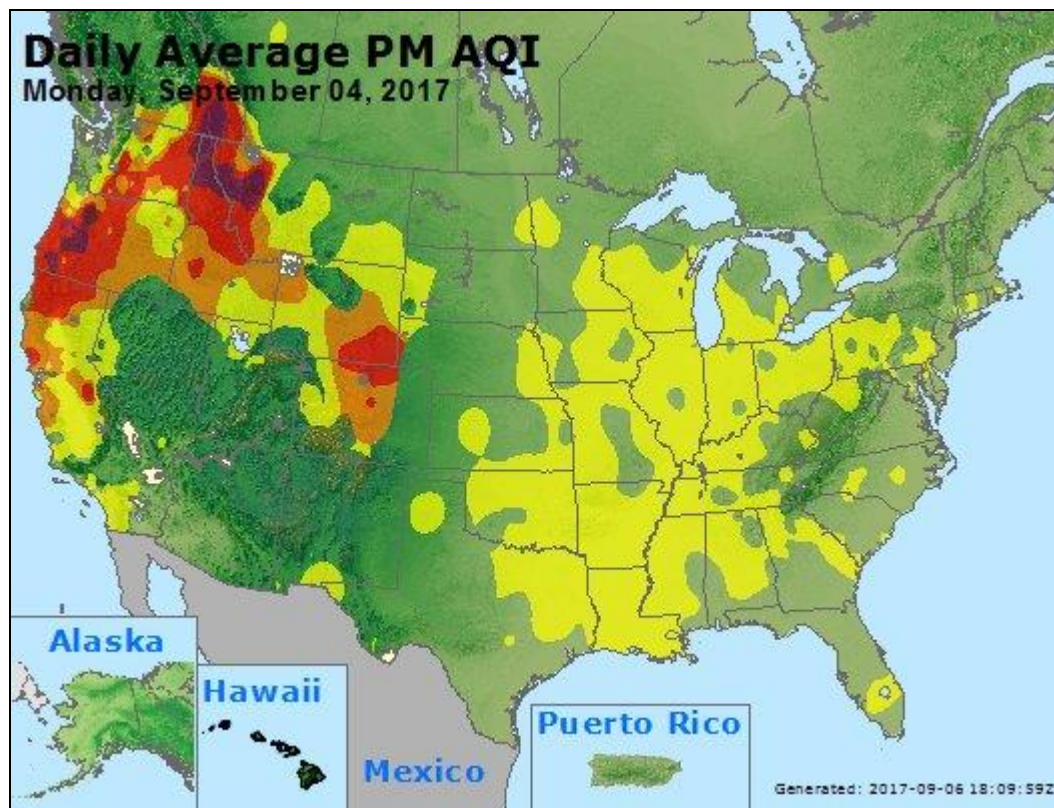 Daily Average PM AQI
Monday, September 04, 2017
Alaska
Hawaii
Mexico
Puerto Rico
Generated: 2017-09-06 18:09:59Z